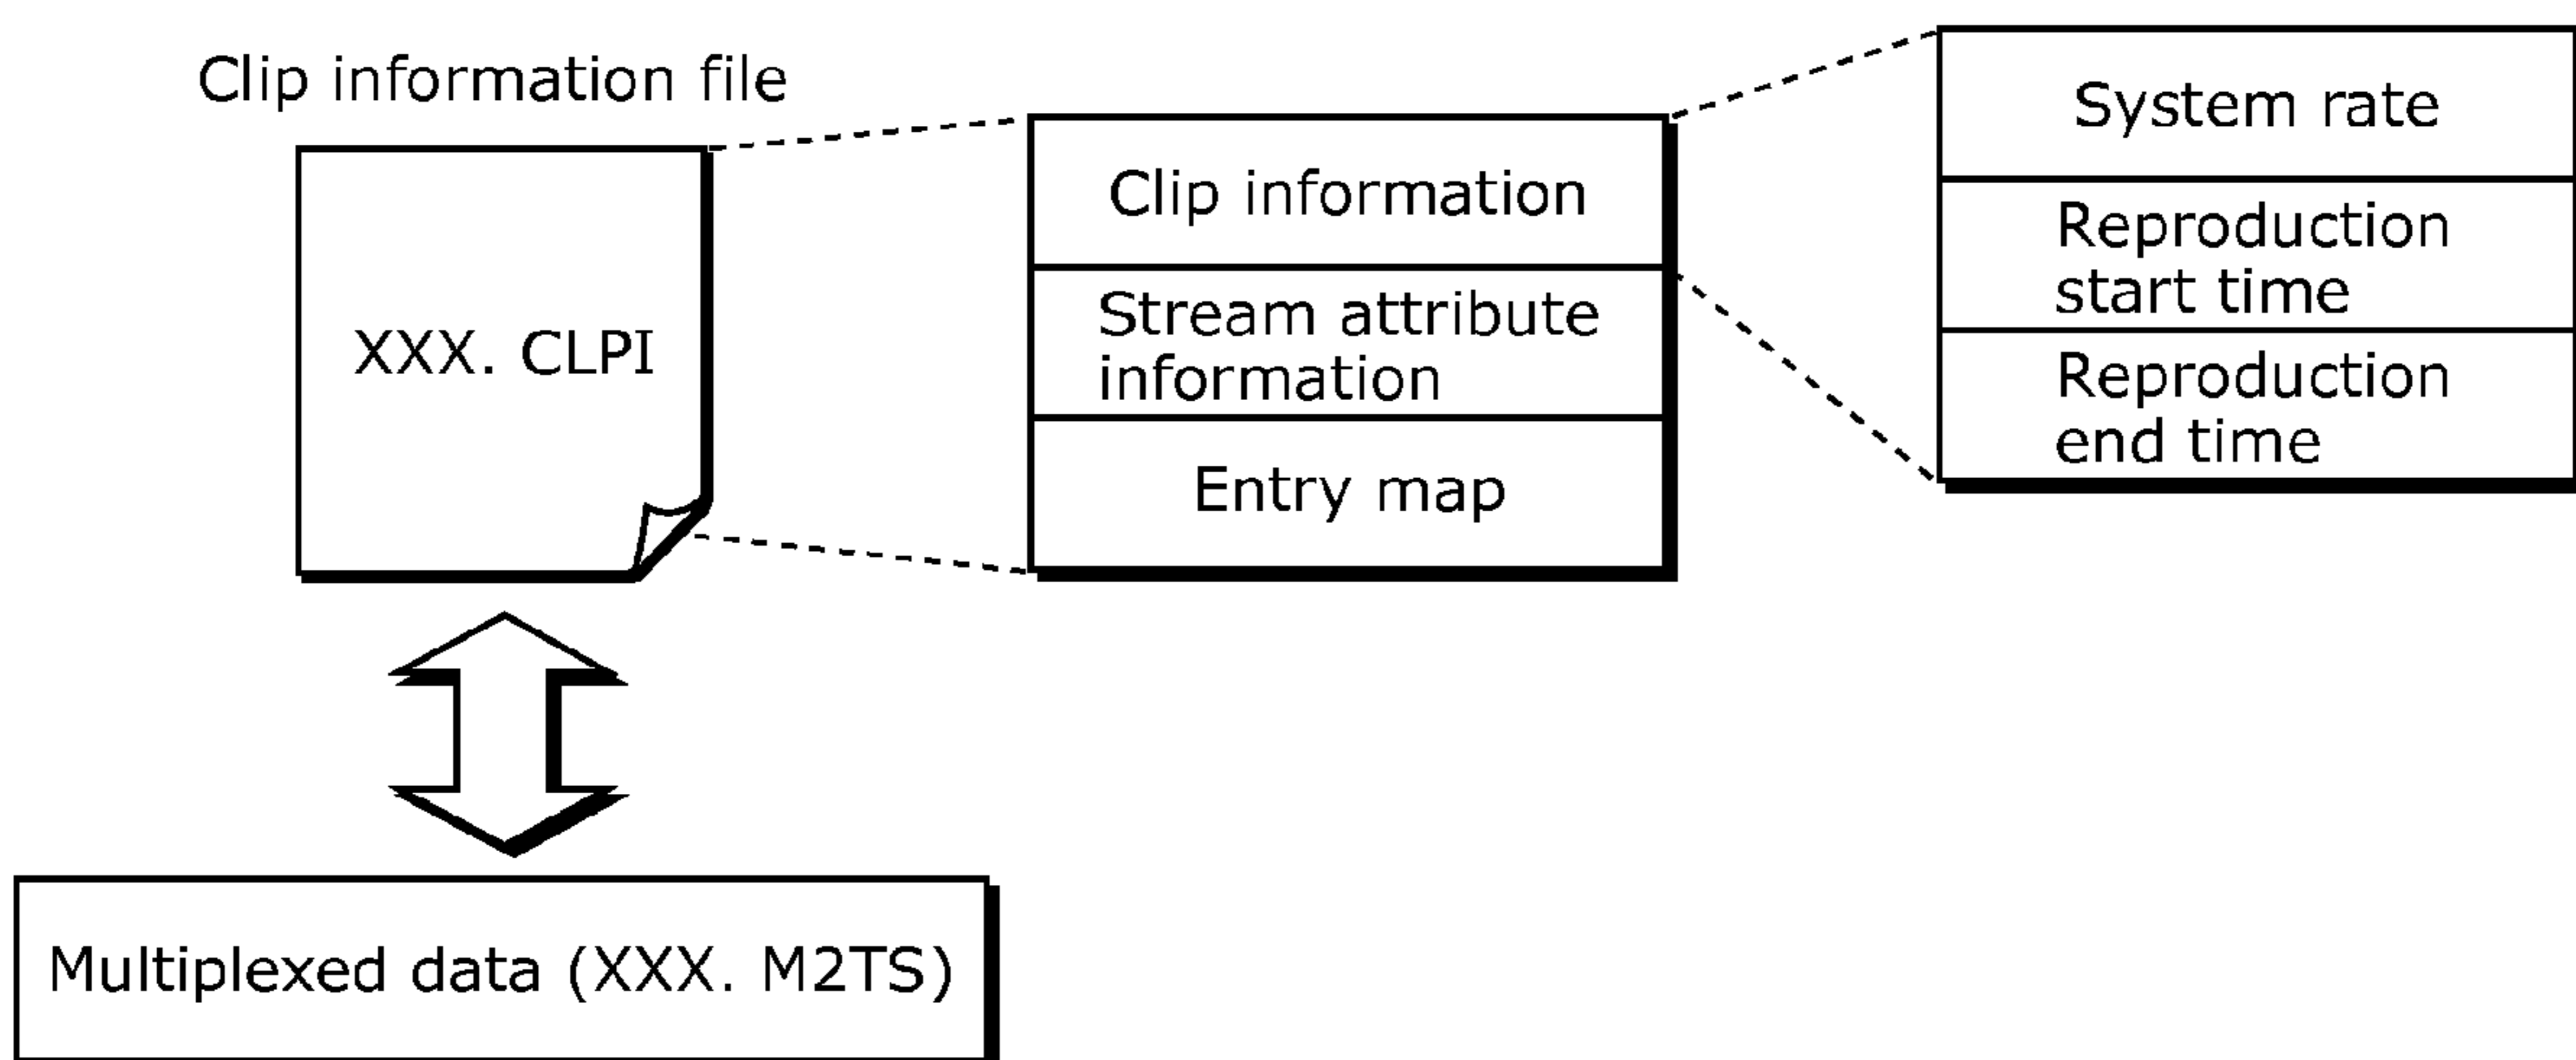 Clip information file
XXX. CLPI
Clip information
Stream attribute
information
Entry map
System rate
Reproduction
start time
Reproduction
end time
Multiplexed data (XXX. M2TS)